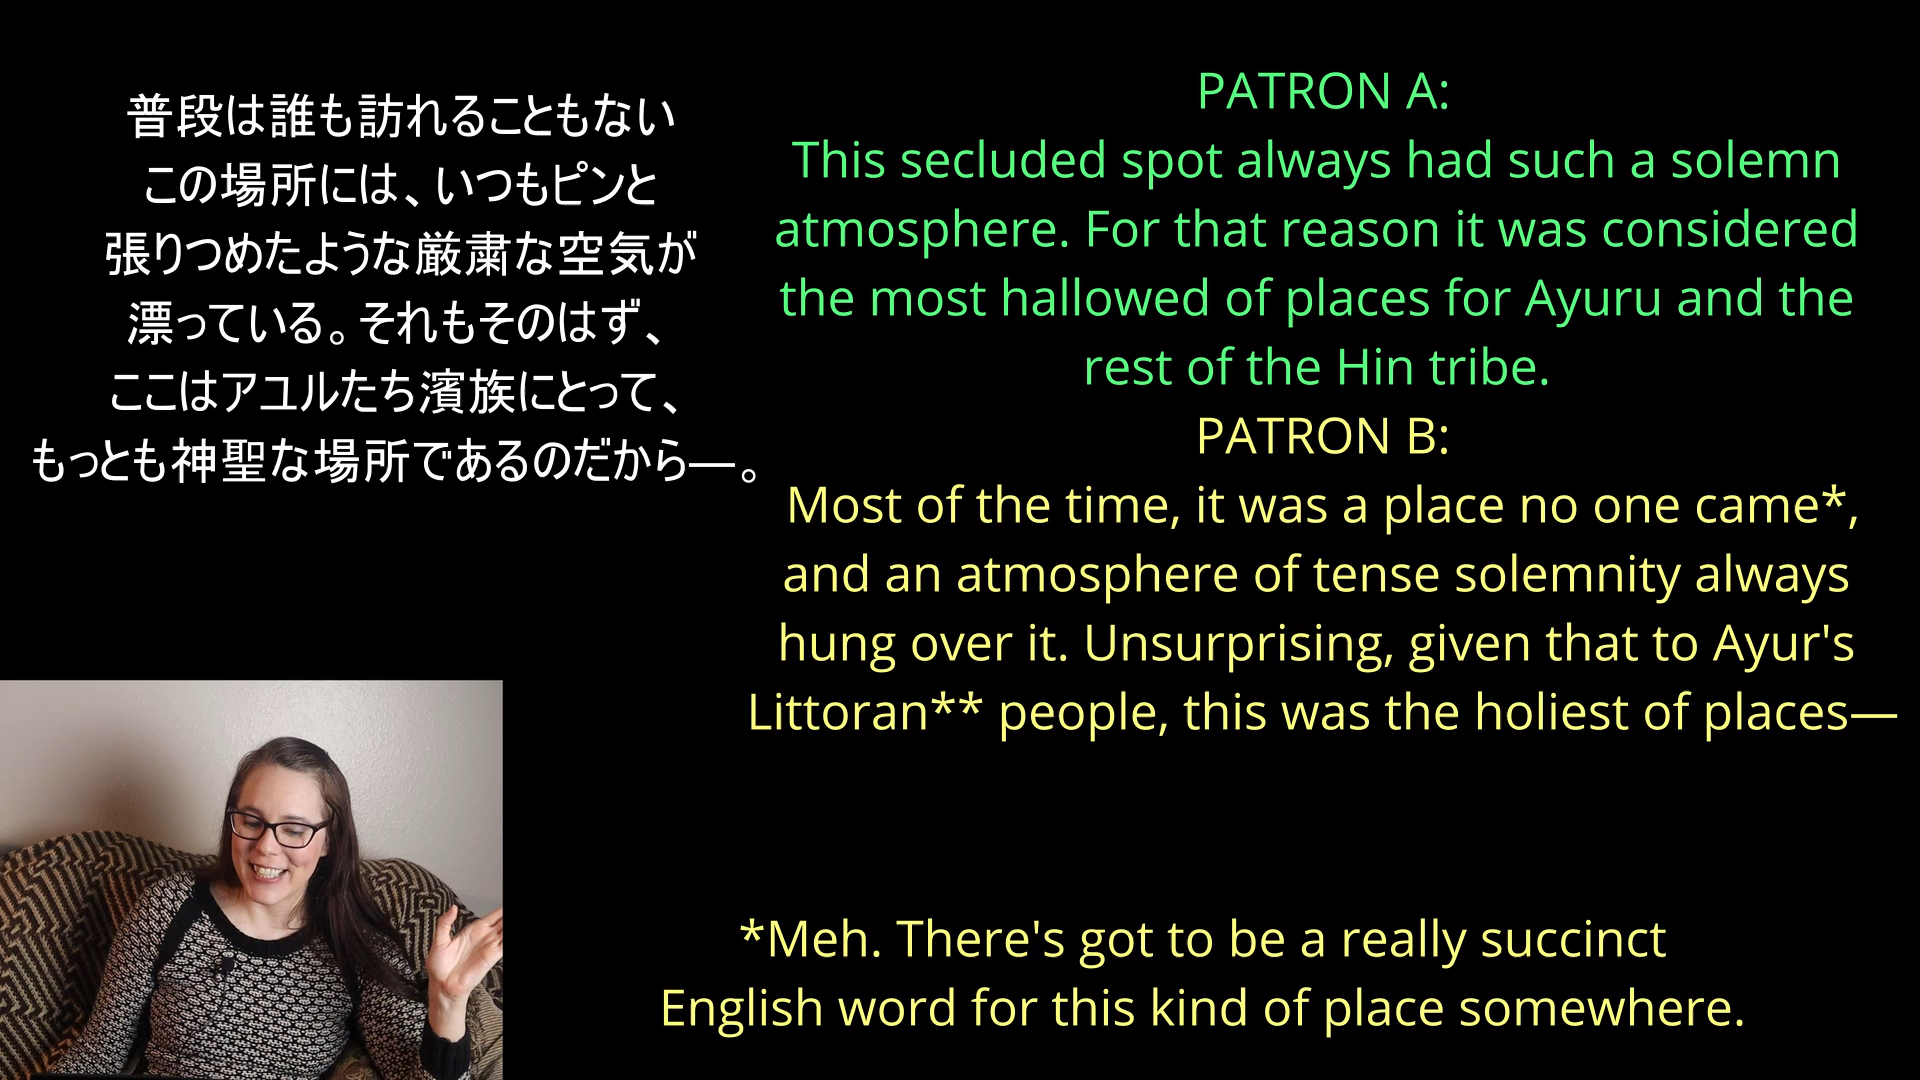 普段は誰も訪れることもない
この場所には、いつもピンと
張りつめたような厳粛な空気が
漂っている。それもそのはず、
ここはアユルたち濱族にとって、
もっとも神聖な場所であるのだから—。
PATRON A:
This secluded spot always had such a solemn
atmosphere. For that reason it was considered
the most hallowed of places for Ayuru and the
rest of the Hin tribe.
PATRON B:
Most of the time, it was a place no one came*,
and an atmosphere of tense solemnity always
hung over it. Unsurprising, given that to Ayur's
Littoran** people, this was the holiest of places—
*Meh. There's got to be a really succinct
English word for this kind of place somewhere.